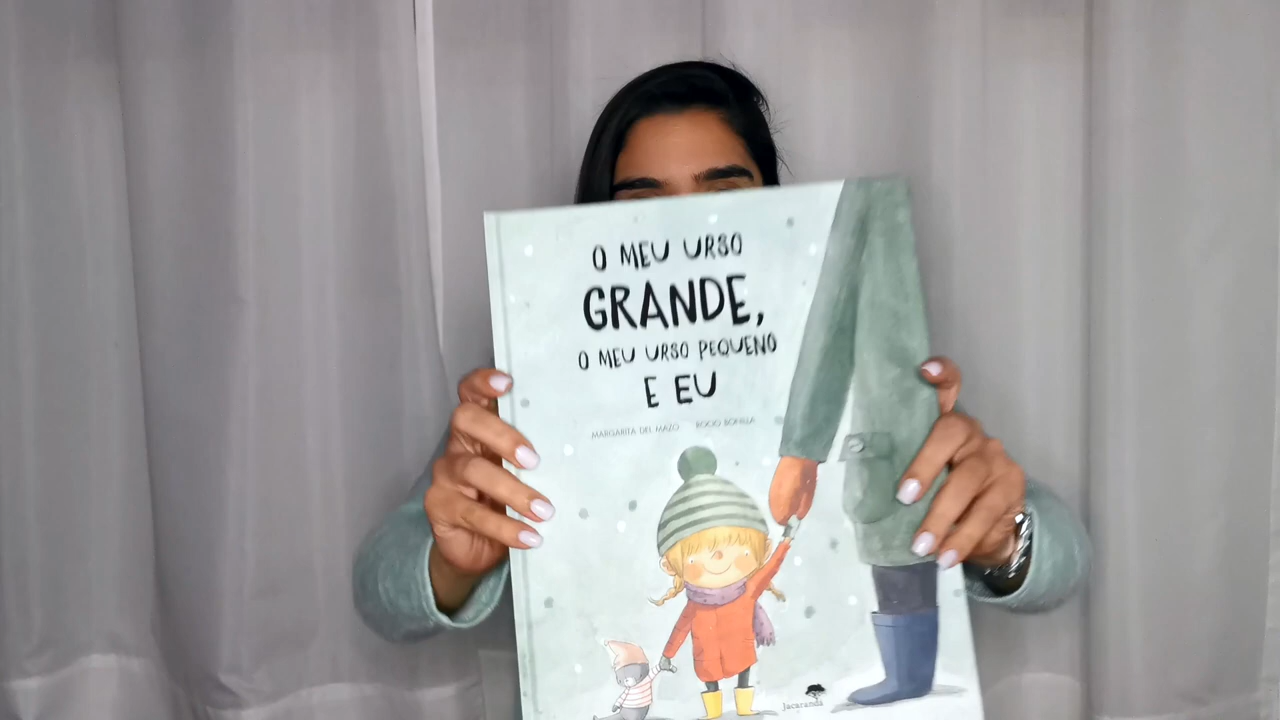 O MEU URSO
GRANDE,
O MEU URSO PEQUENO
E EU
MARGARITA DEL MAZO ROCIO BONILLA
Jacarandá